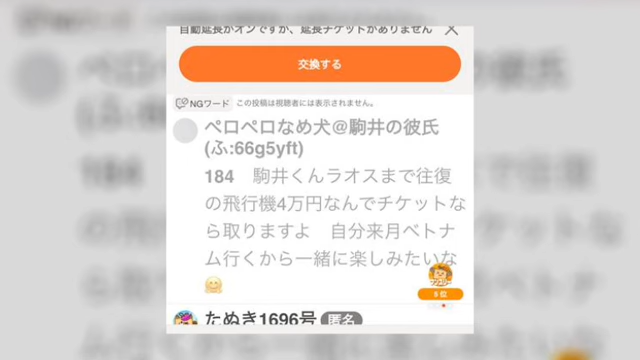 自動延長がオンですが、延長チケットがありません
交換する
NGワード この投稿は視聴者には表示されません。
ペロペロなめ犬@駒井の彼氏
(ふ:66g5yft)
184 駒井くんラオスまで往復
の飛行機4万円なんでチケットな
ら取りますよ 自分来月ベトナ
ム行くから一緒に楽しみたいな
5位
たぬき1696号 匿名